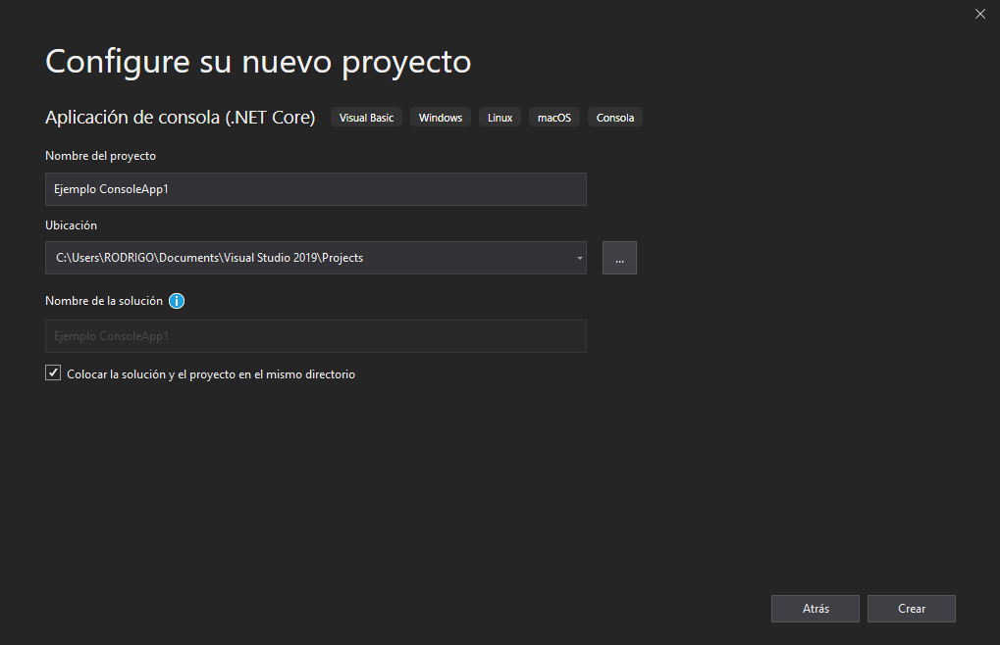 Configure su nuevo proyecto
Aplicación de consola (.NET Core) Visual Basic Windows Linux macOS Consola
Nombre del proyecto
Ejemplo ConsoleApp1
Ubicación
C:\Users\RODRIGO\Documents\Visual Studio 2019\Projects ...
Nombre de la solución
Ejemplo ConsoleApp1
Colocar la solución y el proyecto en el mismo directorio
Atrás Crear